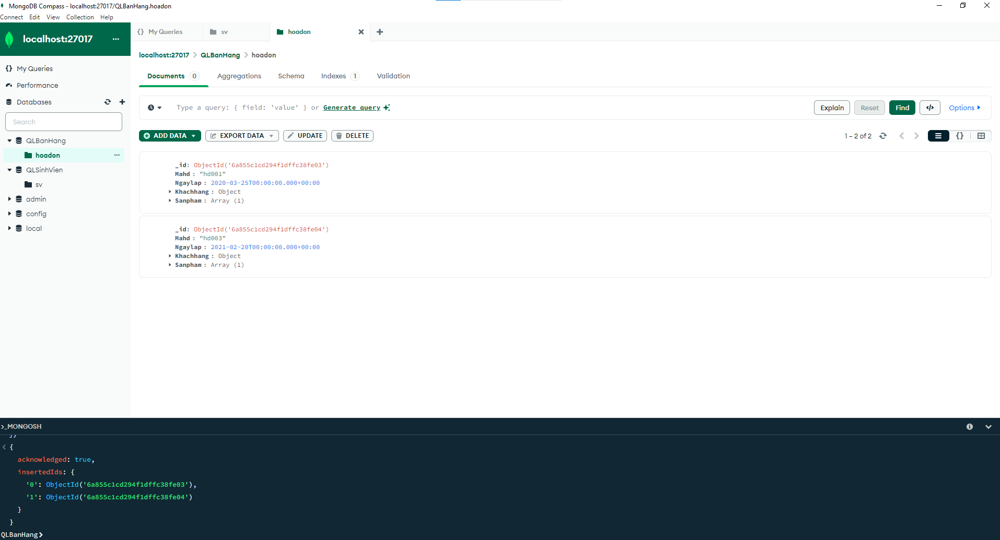 MongoDB Compass - localhost:27017/QLBanHang.hoadon
Connect Edit View Collection Help
localhost:27017 ...
{} My Queries
sv
hoadon
localhost:27017 > QLBanHang > hoadon
My Queries
Performance
Databases
Search
QLBanHang
hoadon ...
QLSinhVien
sv
admin
config
local
Documents 0 Aggregations Schema Indexes 1 Validation
Type a query: { field: 'value' } or Generate query
Explain Reset Find </> Options
ADD DATA EXPORT DATA UPDATE DELETE
1 – 2 of 2
{}
_id: ObjectId('6a855c1cd294f1dffc38fe03')
Mahd : "hd001"
Ngaylap : 2020-03-25T00:00:00.000+00:00
Khachhang : Object
Sanpham : Array (1)
_id: ObjectId('6a855c1cd294f1dffc38fe04')
Mahd : "hd003"
Ngaylap : 2021-02-20T00:00:00.000+00:00
Khachhang : Object
Sanpham : Array (1)
>_MONGOSH
])
< {
acknowledged: true,
insertedIds: {
'0': ObjectId('6a855c1cd294f1dffc38fe03'),
'1': ObjectId('6a855c1cd294f1dffc38fe04')
}
}
QLBanHang>